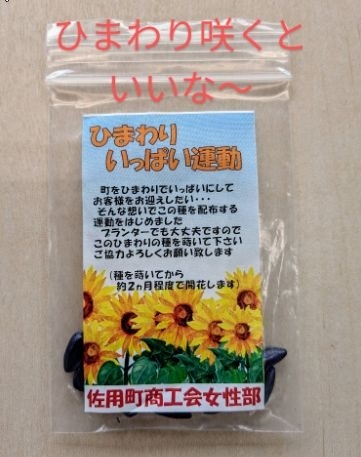 ひまわり咲くと
いいな～
ひまわり
いっぱい運動
町をひまわりでいっぱいにして
お客様をお迎えしたい・・・
そんな想いでこの種を配布する
運動をはじめました
プランターでも大丈夫ですので
このひまわりの種を蒔いて下さい
ご協力よろしくお願い致します
(種を蒔いてから
約2ヵ月程度で開花します)
佐用町商工会女性部